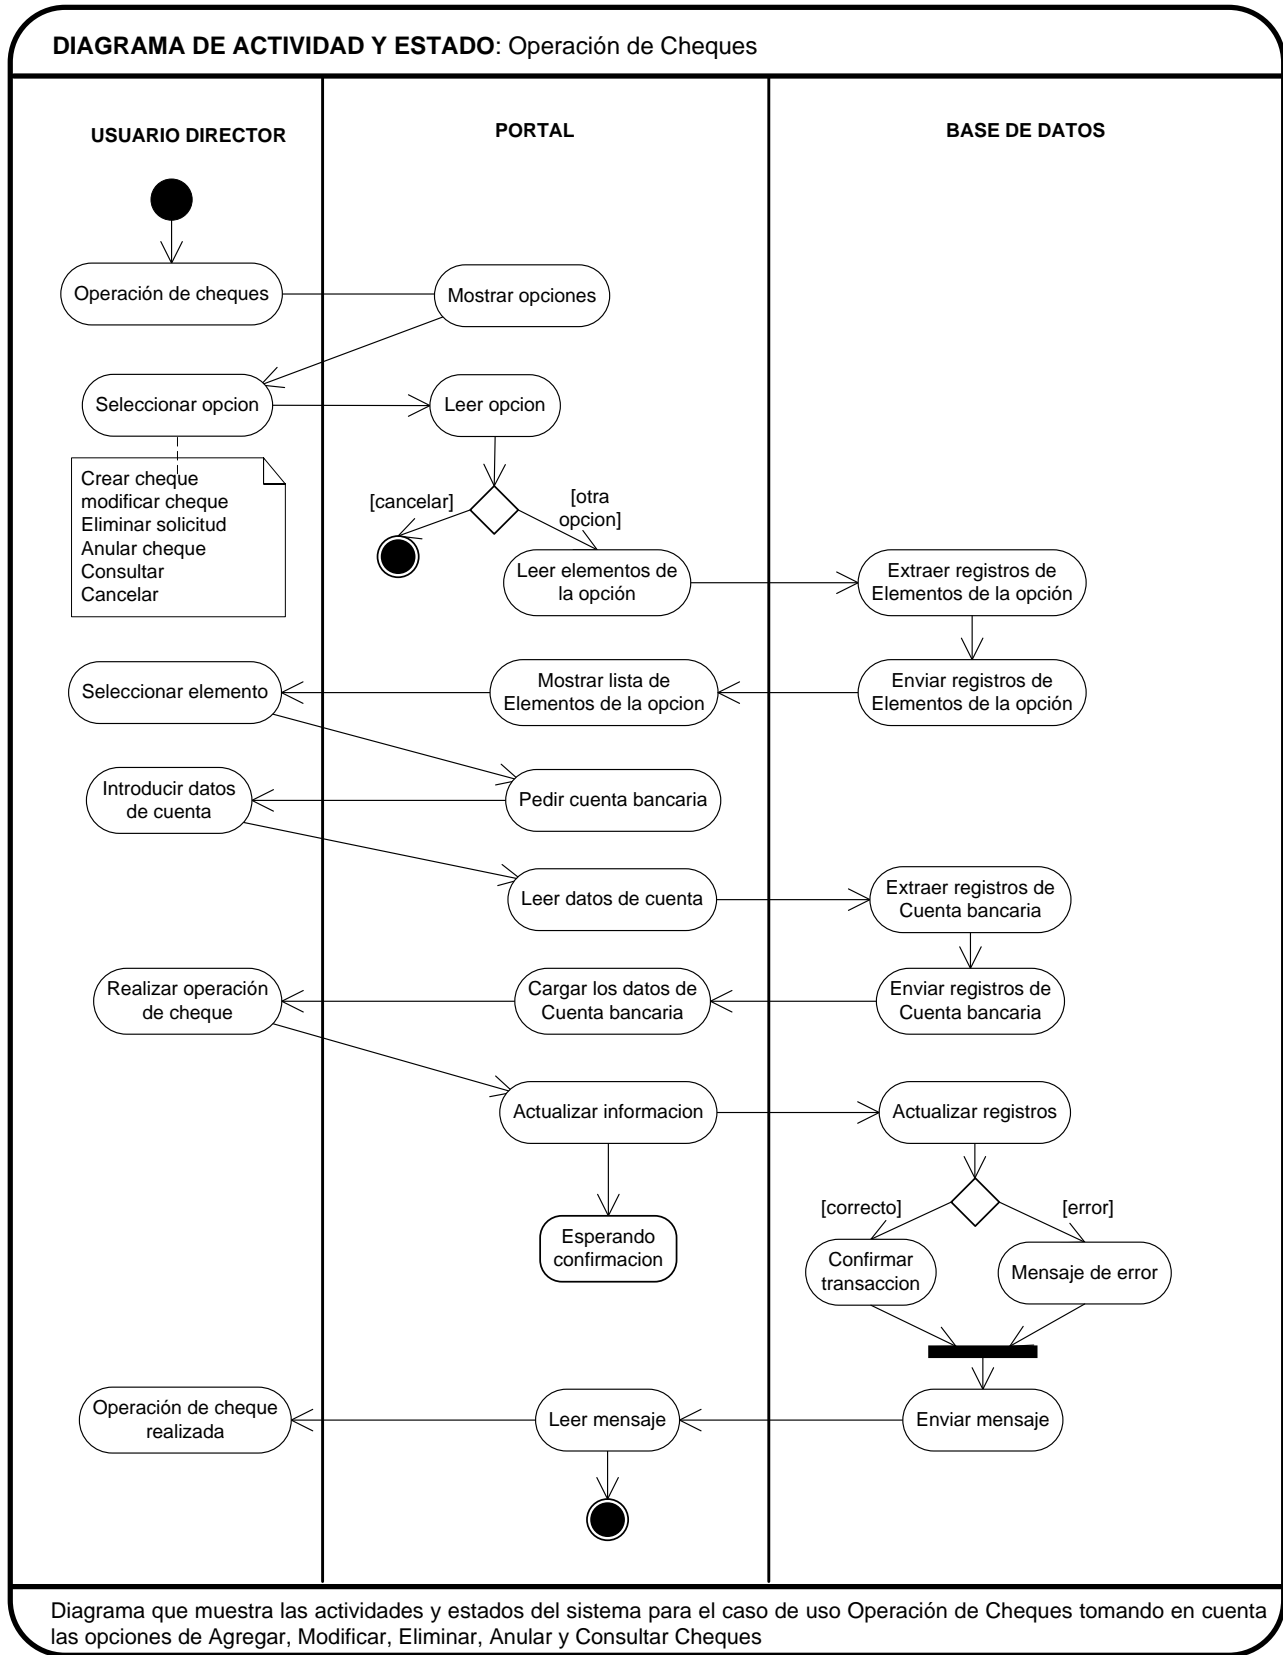 DIAGRAMA DE ACTIVIDAD Y ESTADO: Operación de Cheques
USUARIO DIRECTOR
PORTAL
BASE DE DATOS
Operación de cheques
Mostrar opciones
Seleccionar opcion
Leer opcion
Crear cheque
modificar cheque
Eliminar solicitud
Anular cheque
Consultar
Cancelar
[cancelar]
[otra
opcion]
Leer elementos de
la opción
Extraer registros de
Elementos de la opción
Seleccionar elemento
Mostrar lista de
Elementos de la opcion
Enviar registros de
Elementos de la opción
Introducir datos
de cuenta
Pedir cuenta bancaria
Leer datos de cuenta
Extraer registros de
Cuenta bancaria
Realizar operación
de cheque
Cargar los datos de
Cuenta bancaria
Enviar registros de
Cuenta bancaria
Actualizar informacion
Actualizar registros
[correcto]
[error]
Esperando
confirmacion
Confirmar
transaccion
Mensaje de error
Operación de cheque
realizada
Leer mensaje
Enviar mensaje
Diagrama que muestra las actividades y estados del sistema para el caso de uso Operación de Cheques tomando en cuenta
las opciones de Agregar, Modificar, Eliminar, Anular y Consultar Cheques